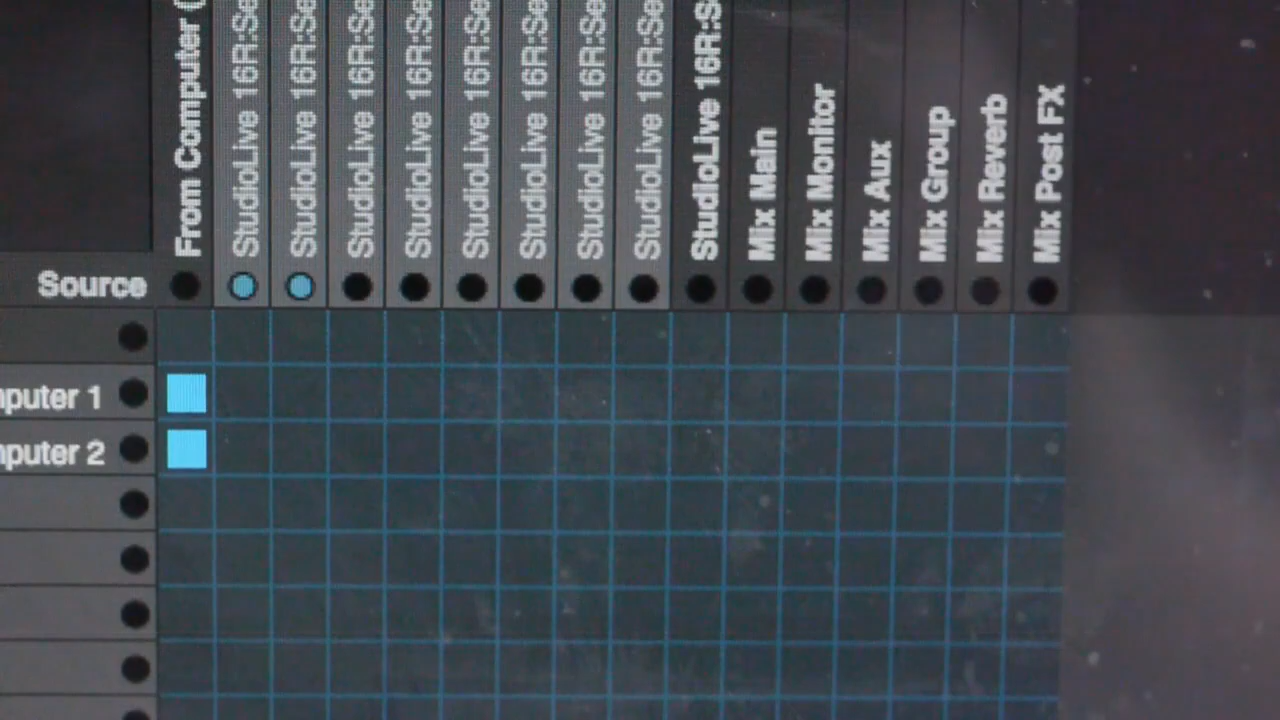 From Computer (
StudioLive 16R:Se
StudioLive 16R:Se
StudioLive 16R:Se
StudioLive 16R:Se
StudioLive 16R:Se
StudioLive 16R:Se
StudioLive 16R:Se
StudioLive 16R:Se
StudioLive 16R:S
Mix Main
Mix Monitor
Mix Aux
Mix Group
Mix Reverb
Mix Post FX
Source
mputer 1
mputer 2